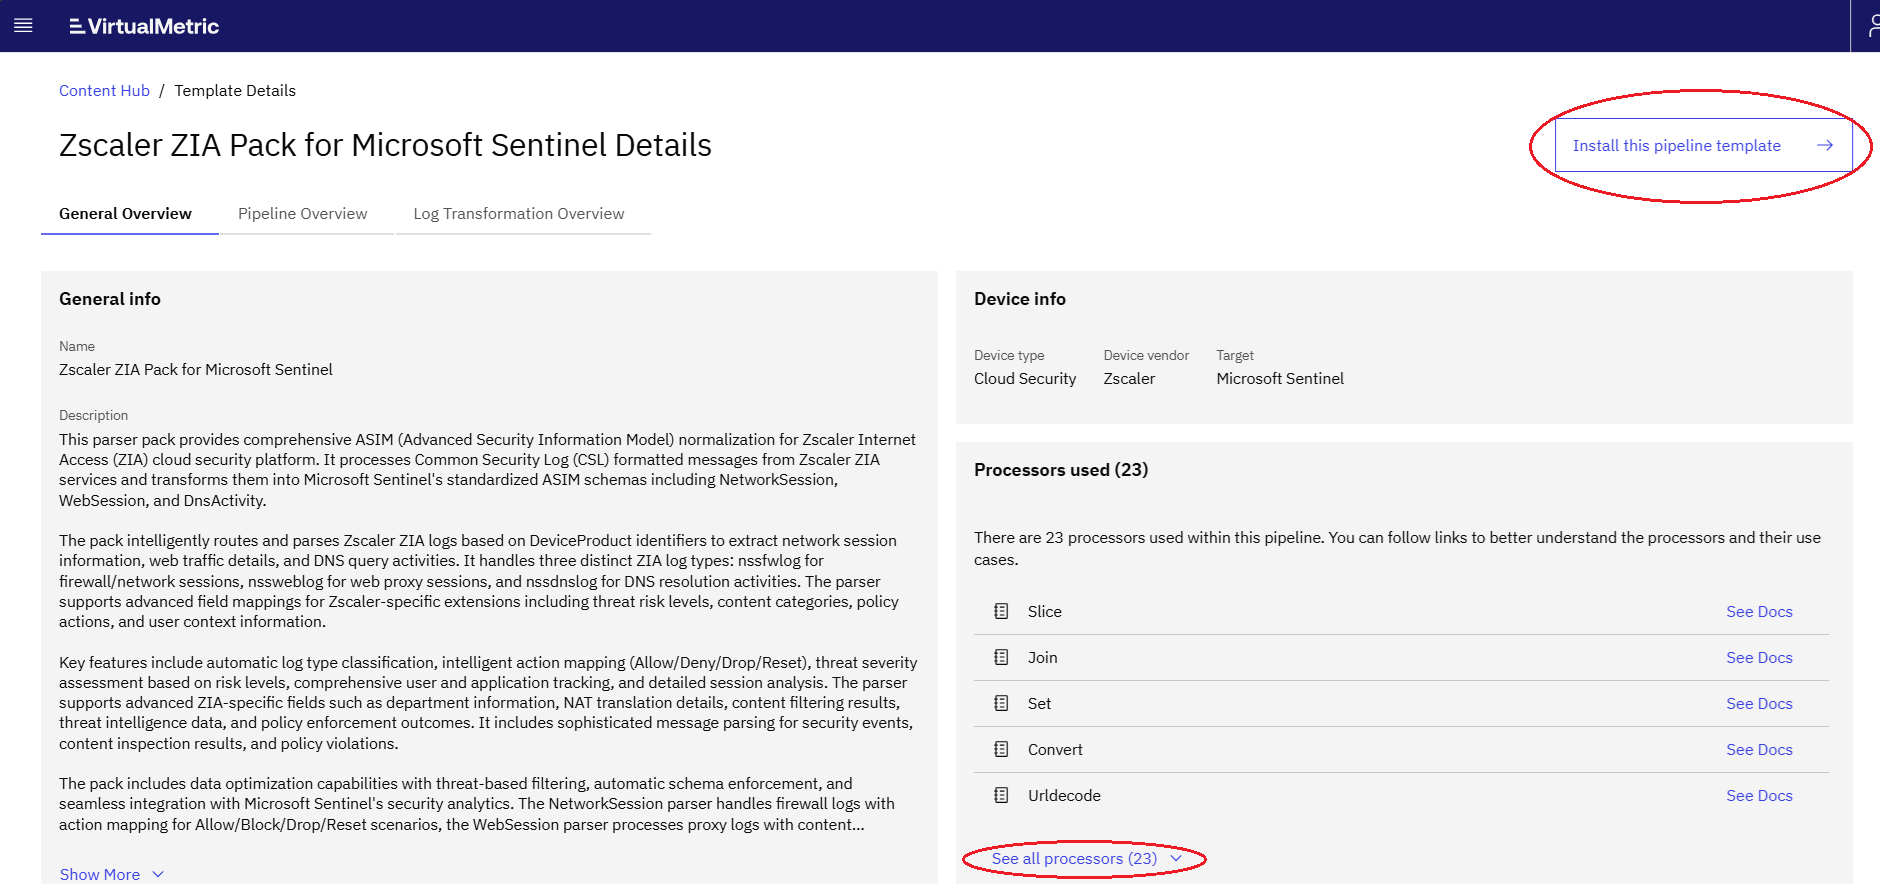 VirtualMetric
Content Hub / Template Details
Zscaler ZIA Pack for Microsoft Sentinel Details
Install this pipeline template
General Overview
Pipeline Overview
Log Transformation Overview
General info
Name
Zscaler ZIA Pack for Microsoft Sentinel
Description
This parser pack provides comprehensive ASIM (Advanced Security Information Model) normalization for Zscaler Internet
Access (ZIA) cloud security platform. It processes Common Security Log (CSL) formatted messages from Zscaler ZIA
services and transforms them into Microsoft Sentinel's standardized ASIM schemas including NetworkSession,
WebSession, and DnsActivity.
The pack intelligently routes and parses Zscaler ZIA logs based on DeviceProduct identifiers to extract network session
information, web traffic details, and DNS query activities. It handles three distinct ZIA log types: nssfwlog for
firewall/network sessions, nssweblog for web proxy sessions, and nssdnslog for DNS resolution activities. The parser
supports advanced field mappings for Zscaler-specific extensions including threat risk levels, content categories, policy
actions, and user context information.
Key features include automatic log type classification, intelligent action mapping (Allow/Deny/Drop/Reset), threat severity
assessment based on risk levels, comprehensive user and application tracking, and detailed session analysis. The parser
supports advanced ZIA-specific fields such as department information, NAT translation details, content filtering results,
threat intelligence data, and policy enforcement outcomes. It includes sophisticated message parsing for security events,
content inspection results, and policy violations.
The pack includes data optimization capabilities with threat-based filtering, automatic schema enforcement, and
seamless integration with Microsoft Sentinel's security analytics. The NetworkSession parser handles firewall logs with
action mapping for Allow/Block/Drop/Reset scenarios, the WebSession parser processes proxy logs with content...
Show More
Device info
Device type
Cloud Security
Device vendor
Zscaler
Target
Microsoft Sentinel
Processors used (23)
There are 23 processors used within this pipeline. You can follow links to better understand the processors and their use
cases.
Slice See Docs
Join See Docs
Set See Docs
Convert See Docs
Urldecode See Docs
See all processors (23)